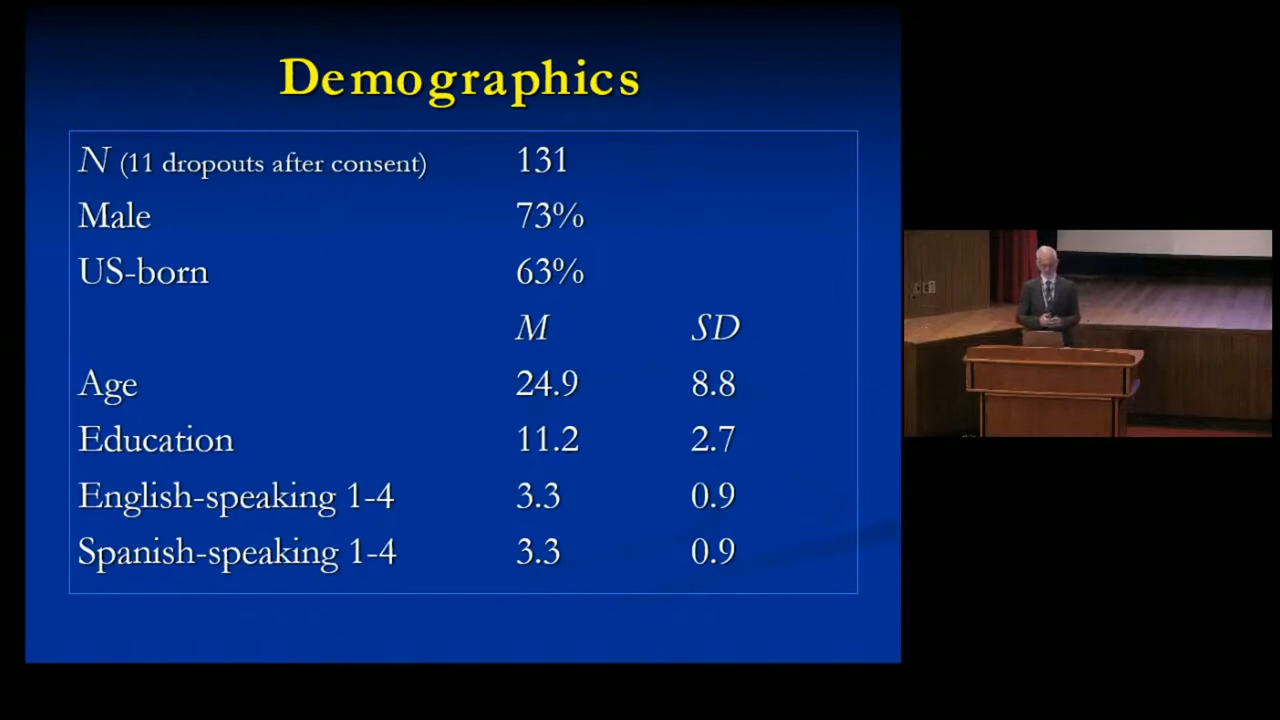 Demographics
N (11 dropouts after consent) 131
Male 73%
US-born 63%
M SD
Age 24.9 8.8
Education 11.2 2.7
English-speaking 1-4 3.3 0.9
Spanish-speaking 1-4 3.3 0.9